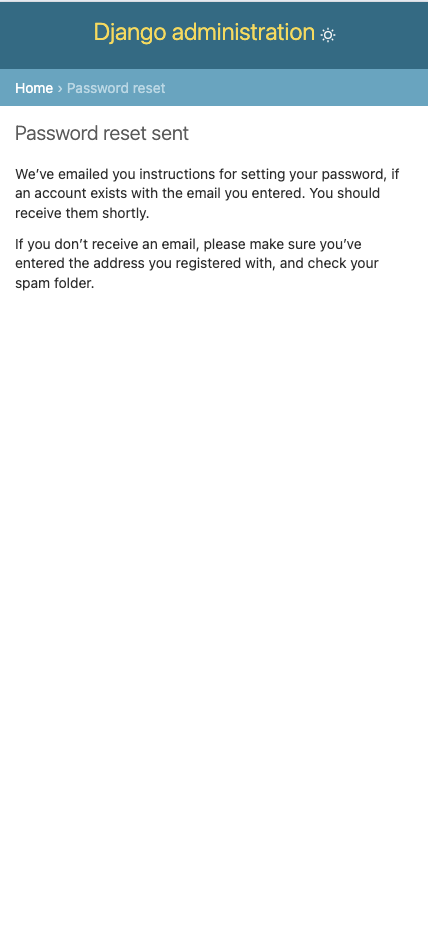 Django administration
Home › Password reset
Password reset sent
We’ve emailed you instructions for setting your password, if
an account exists with the email you entered. You should
receive them shortly.
If you don’t receive an email, please make sure you’ve
entered the address you registered with, and check your
spam folder.